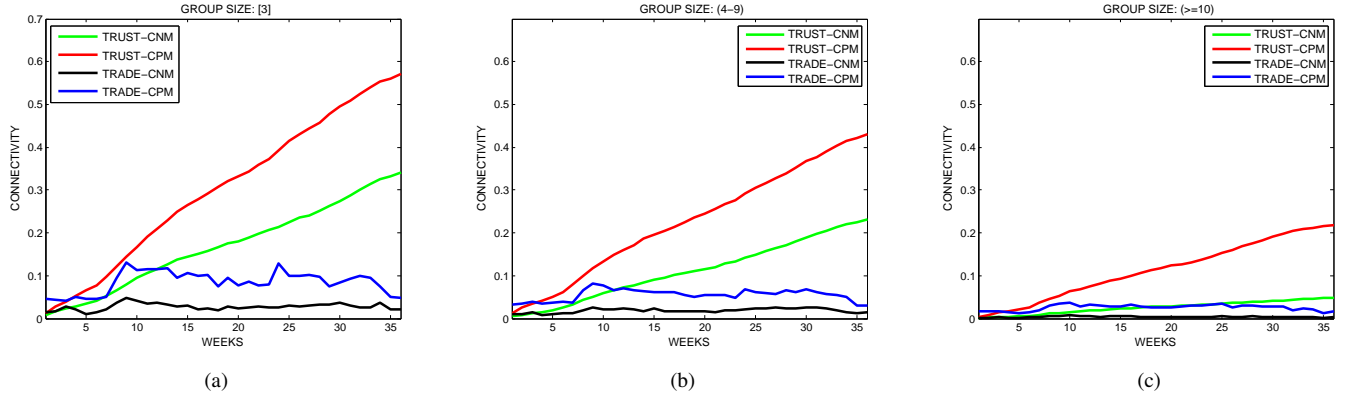 GROUP SIZE: [3]
0.7
0.6
0.5
0.4
0.3
0.2
0.1
0
CONNECTIVITY
TRUST−CNM
TRUST−CPM
TRADE−CNM
TRADE−CPM
5 10 15 20 25 30 35
WEEKS
(a)
GROUP SIZE: (4−9)
0.7
0.6
0.5
0.4
0.3
0.2
0.1
0
CONNECTIVITY
TRUST−CNM
TRUST−CPM
TRADE−CNM
TRADE−CPM
5 10 15 20 25 30 35
WEEKS
(b)
GROUP SIZE: (>=10)
0.7
0.6
0.5
0.4
0.3
0.2
0.1
0
CONNECTIVITY
TRUST−CNM
TRUST−CPM
TRADE−CNM
TRADE−CPM
5 10 15 20 25 30 35
WEEKS
(c)